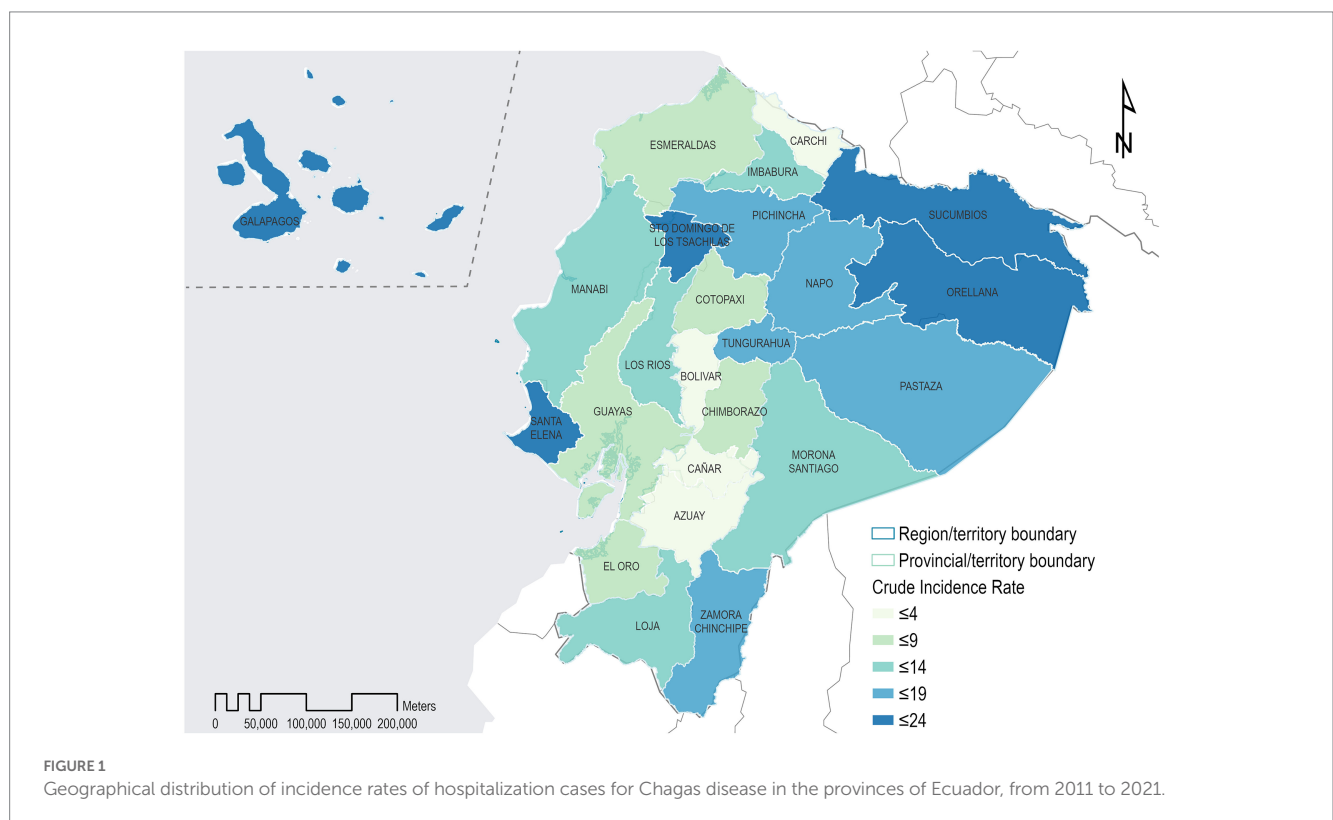 ESMERALDAS
CARCHI
IMBABURA
N
GALAPAGOS
PICHINCHA
SUCUMBIOS
STO DOMINGO DE
LOS TSACHILAS
MANABI
COTOPAXI
NAPO
ORELLANA
TUNGURAHUA
LOS RIOS
BOLIVAR
PASTAZA
GUAYAS
CHIMBORAZO
SANTA
ELENA
MORONA
SANTIAGO
CAÑAR
AZUAY
EL ORO
LOJA
ZAMORA
CHINCHIPE
Region/territory boundary
Provincial/territory boundary
Crude Incidence Rate
≤4
≤9
≤14
≤19
≤24
Meters
0 50,000 100,000 150,000 200,000
FIGURE 1
Geographical distribution of incidence rates of hospitalization cases for Chagas disease in the provinces of Ecuador, from 2011 to 2021.